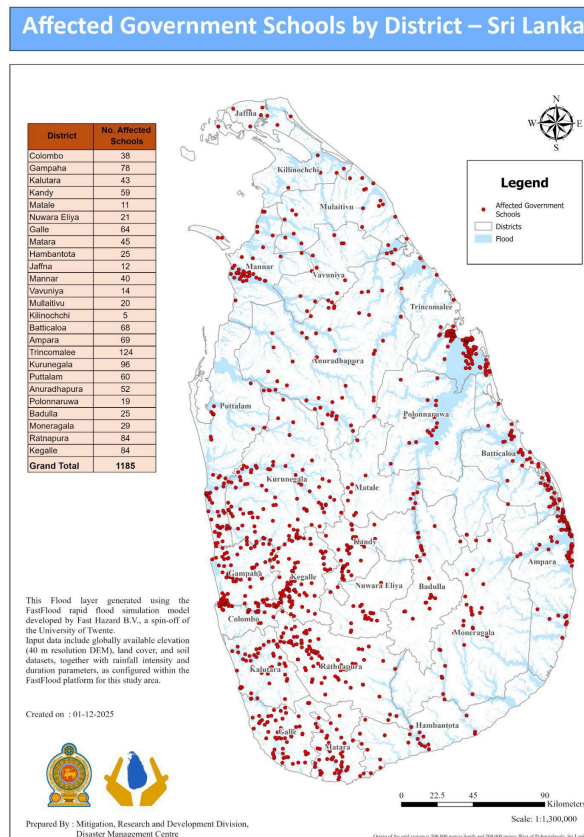 Affected Government Schools by District – Sri Lanka
District No. Affected
Schools
Colombo 38
Gampaha 78
Kalutara 43
Kandy 59
Matale 11
Nuwara Eliya 21
Galle 64
Matara 45
Hambantota 25
Jaffna 12
Mannar 40
Vavuniya 14
Mullaitivu 20
Kilinochchi 5
Batticaloa 68
Ampara 69
Trincomalee 124
Kurunegala 96
Puttalam 60
Anuradhapura 52
Polonnaruwa 19
Badulla 25
Moneragala 29
Ratnapura 84
Kegalle 84
Grand Total 1185
N
W E
S
Legend
Affected Government
Schools
Districts
Flood
Jaffna
Killinochchi
Mulaitivu
Mannar
Vavuniya
Trincomalee
Anuradhapura
Puttalam
Polonnaruwa
Batticaloa
Kurunegala
Matale
Kandy
Ampara
Gampaha
Kegalle
Nuwara Eliya
Badulla
Colombo
Moneragala
Kalutara
Rathnapura
Hambantota
Galle
Matara
This Flood layer generated using the
FastFlood rapid flood simulation model
developed by Fast Hazard B.V., a spin-off of
the University of Twente.
Input data include globally available elevation
(40 m resolution DEM), land cover, and soil
datasets, together with rainfall intensity and
duration parameters, as configured within the
FastFlood platform for this study area.
Created on : 01-12-2025
0 22.5 45 90
Kilometer
Scale: 1:1,300,000
Prepared By : Mitigation, Research and Development Division,
Disaster Management Centre